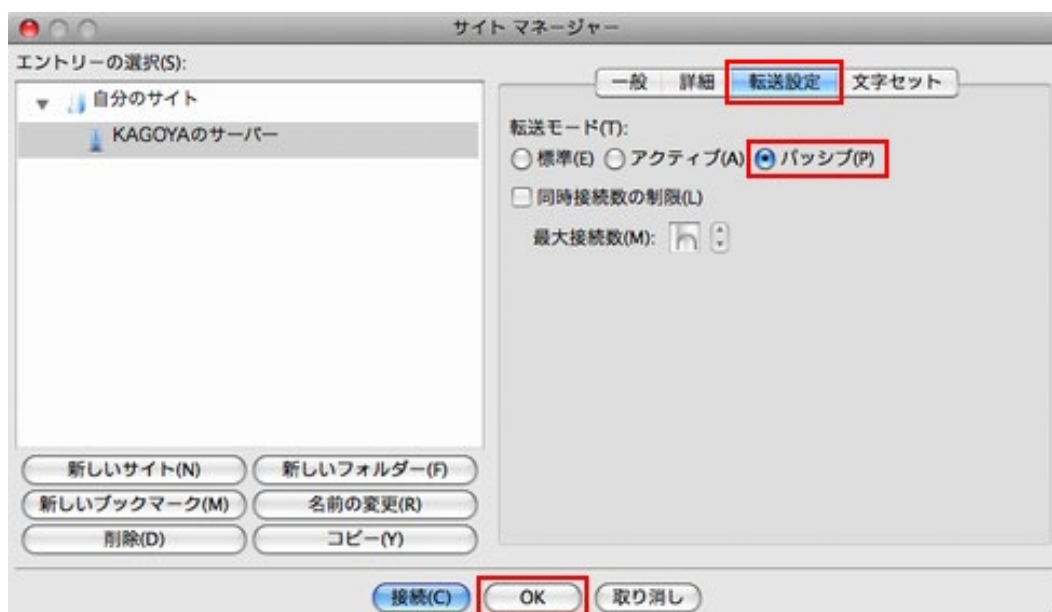 サイト マネージャー
エントリーの選択(S):
自分のサイト
KAGOYAのサーバー
新しいサイト(N) 新しいフォルダー(F)
新しいブックマーク(M) 名前の変更(R)
削除(D) コピー(Y)
一般 詳細 転送設定 文字セット
転送モード(T):
標準(E) アクティブ(A) パッシブ(P)
同時接続数の制限(L)
最大接続数(M):
接続(C) OK 取り消し